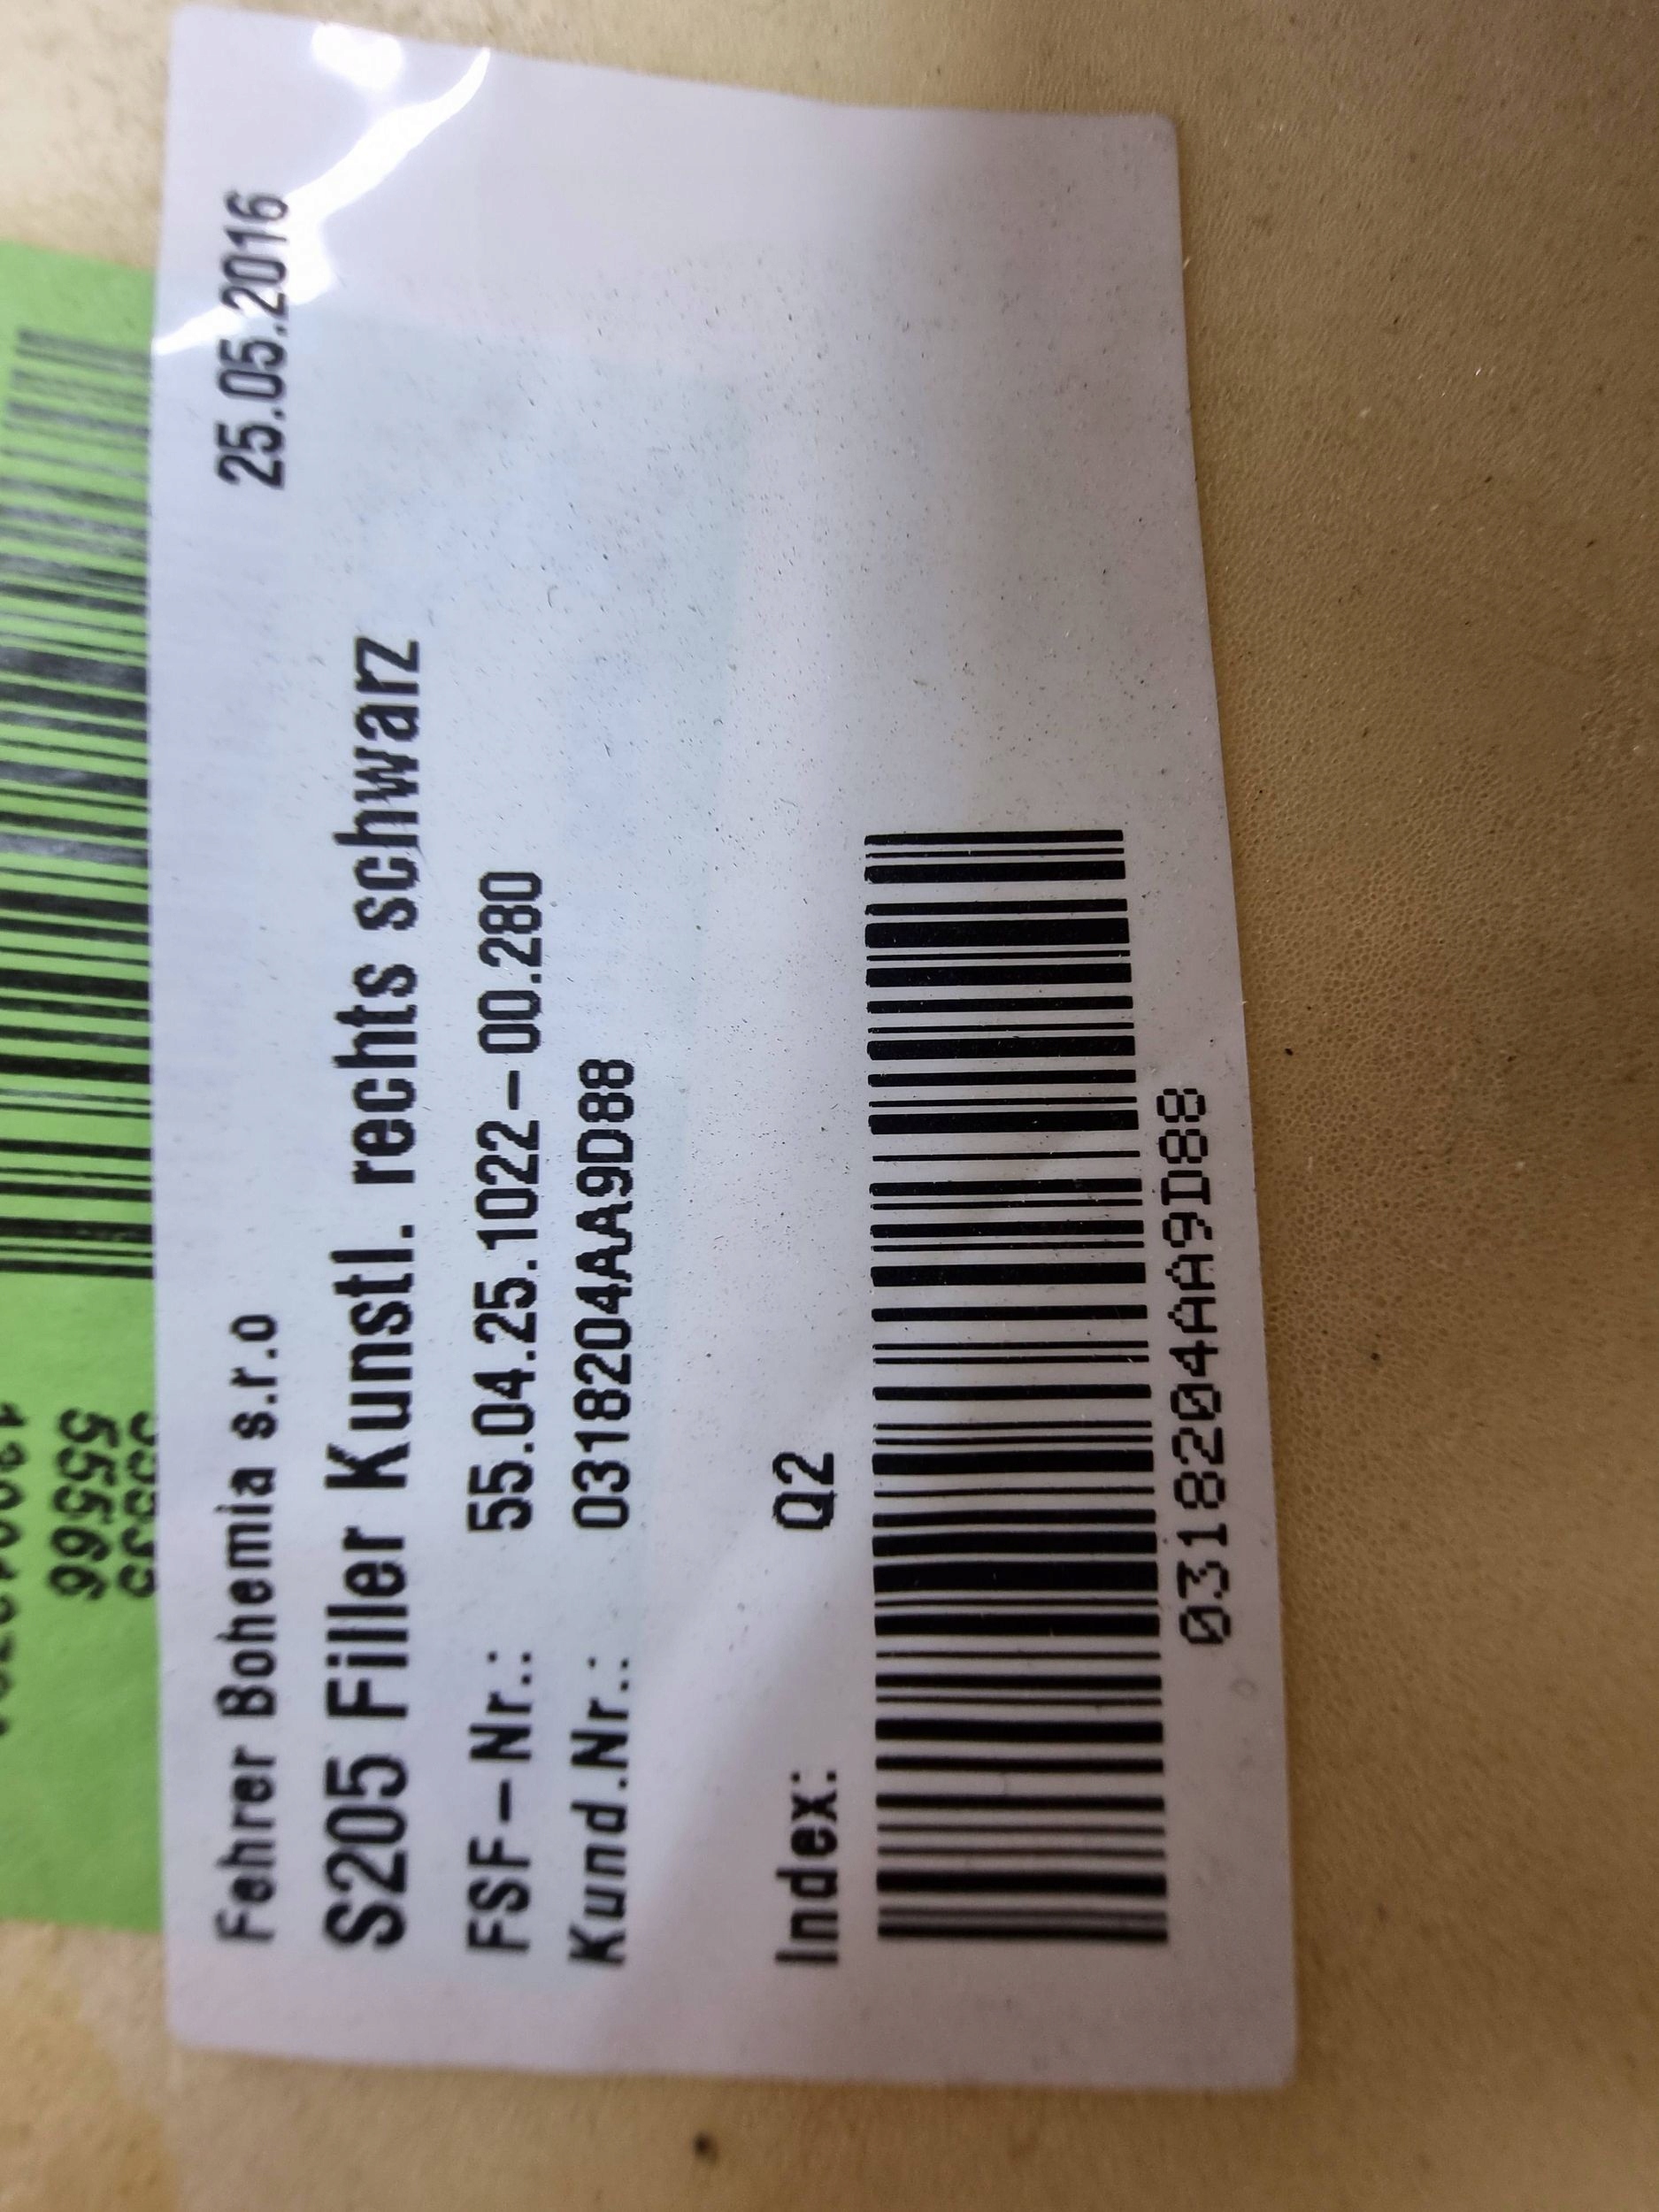 Fehrer Bohemia s.r.o 25.05.2016
S205 Filler Kunstl. rechts schwarz
FSF-Nr.: 55.04.25.1022-00.280
Kund.Nr.: 0318204AA9D88
Index: Q2
0318204AA9D88
55566